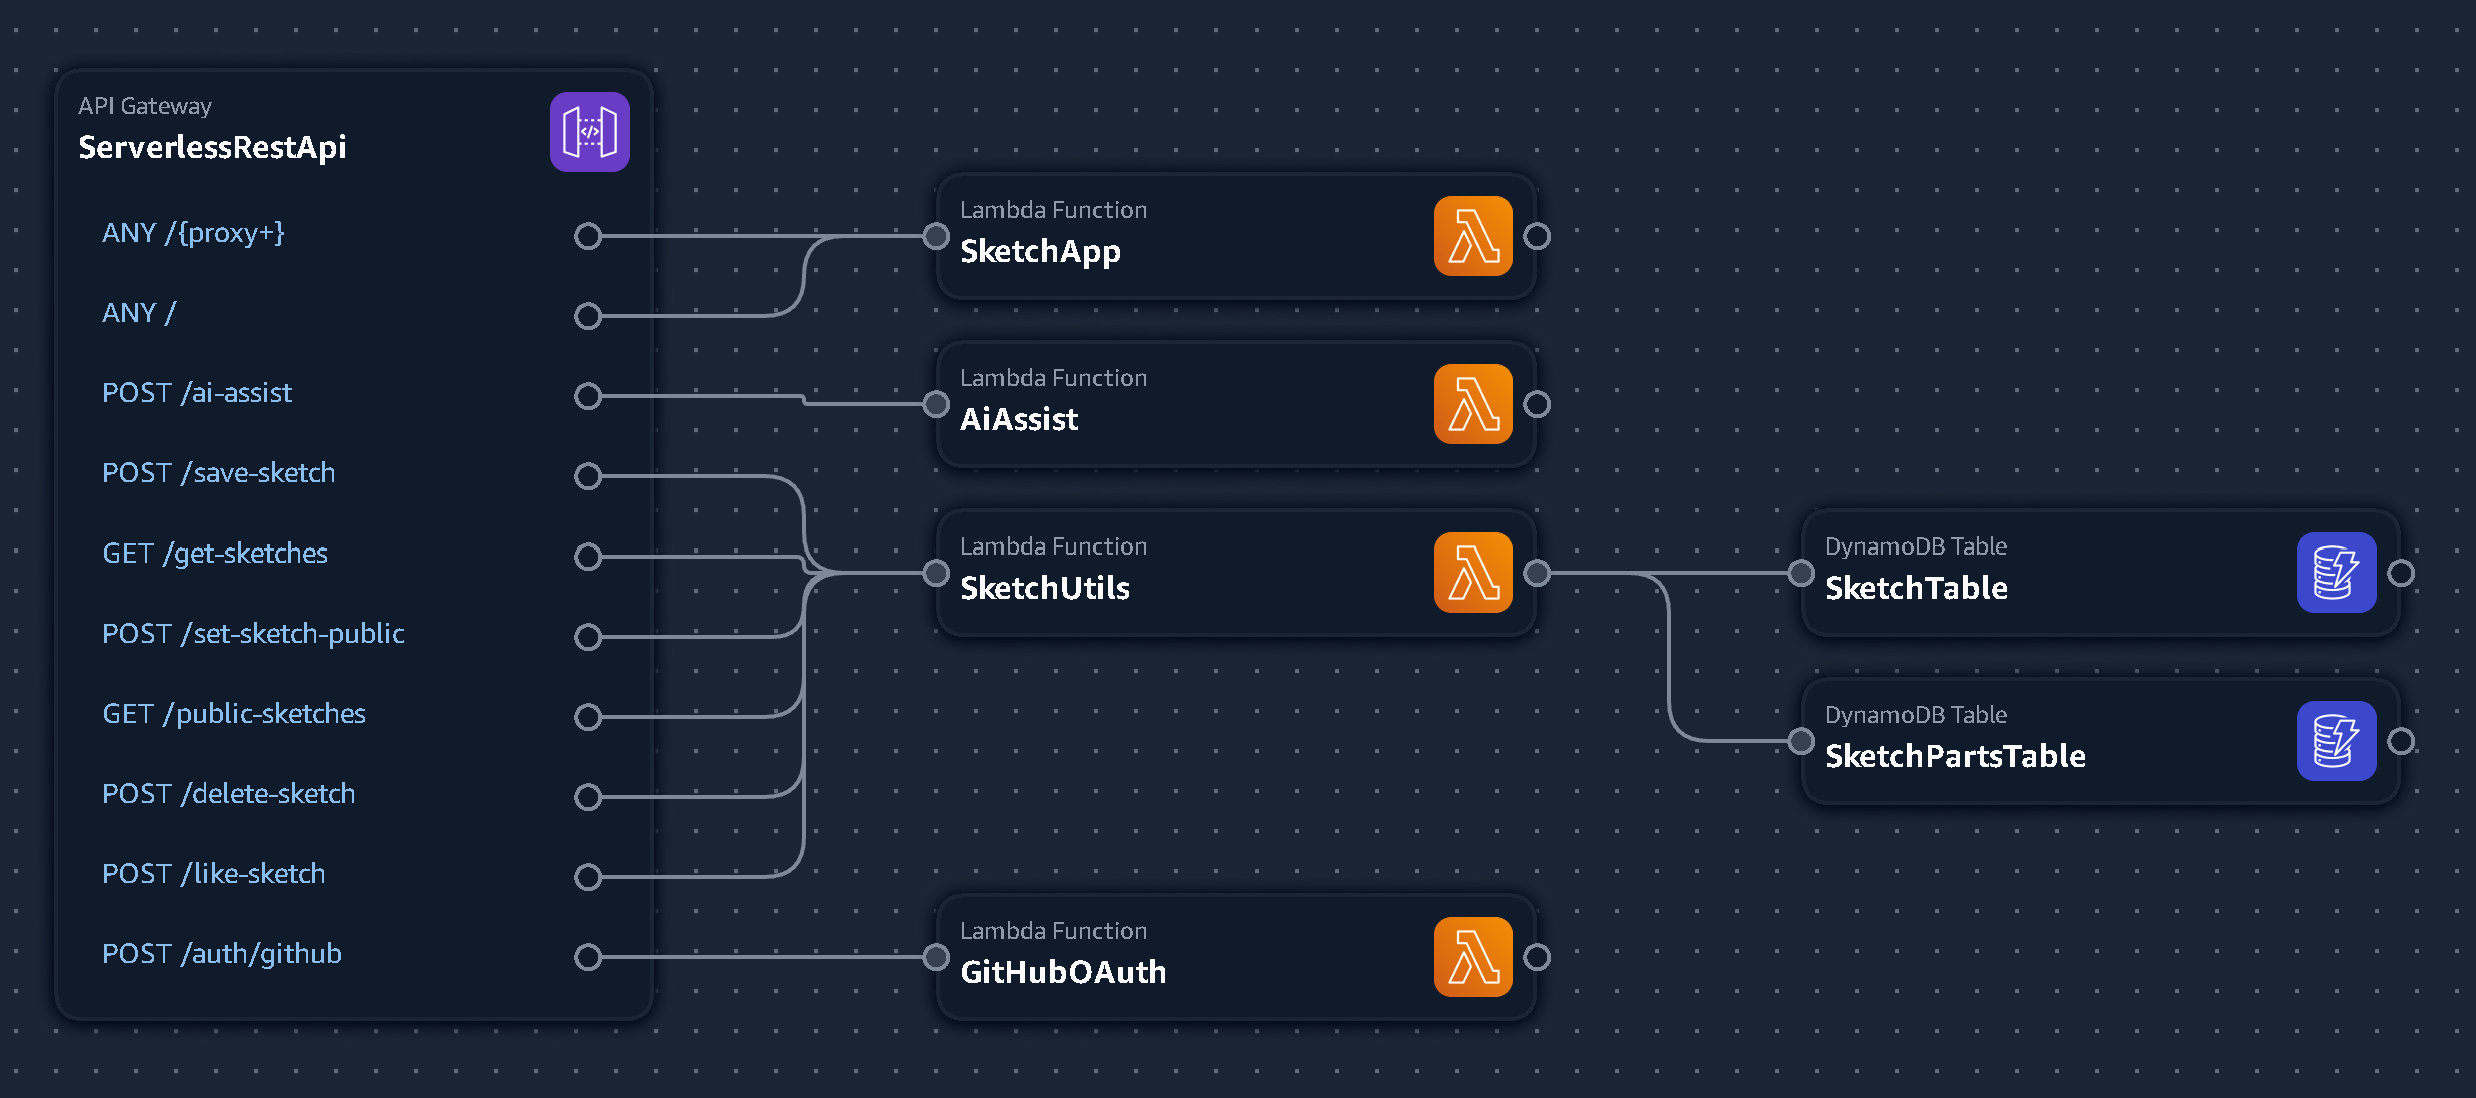 API Gateway
ServerlessRestApi
ANY /{proxy+}
ANY /
POST /ai-assist
POST /save-sketch
GET /get-sketches
POST /set-sketch-public
GET /public-sketches
POST /delete-sketch
POST /like-sketch
POST /auth/github
Lambda Function
SketchApp
Lambda Function
AiAssist
Lambda Function
SketchUtils
Lambda Function
GitHubOAuth
DynamoDB Table
SketchTable
DynamoDB Table
SketchPartsTable